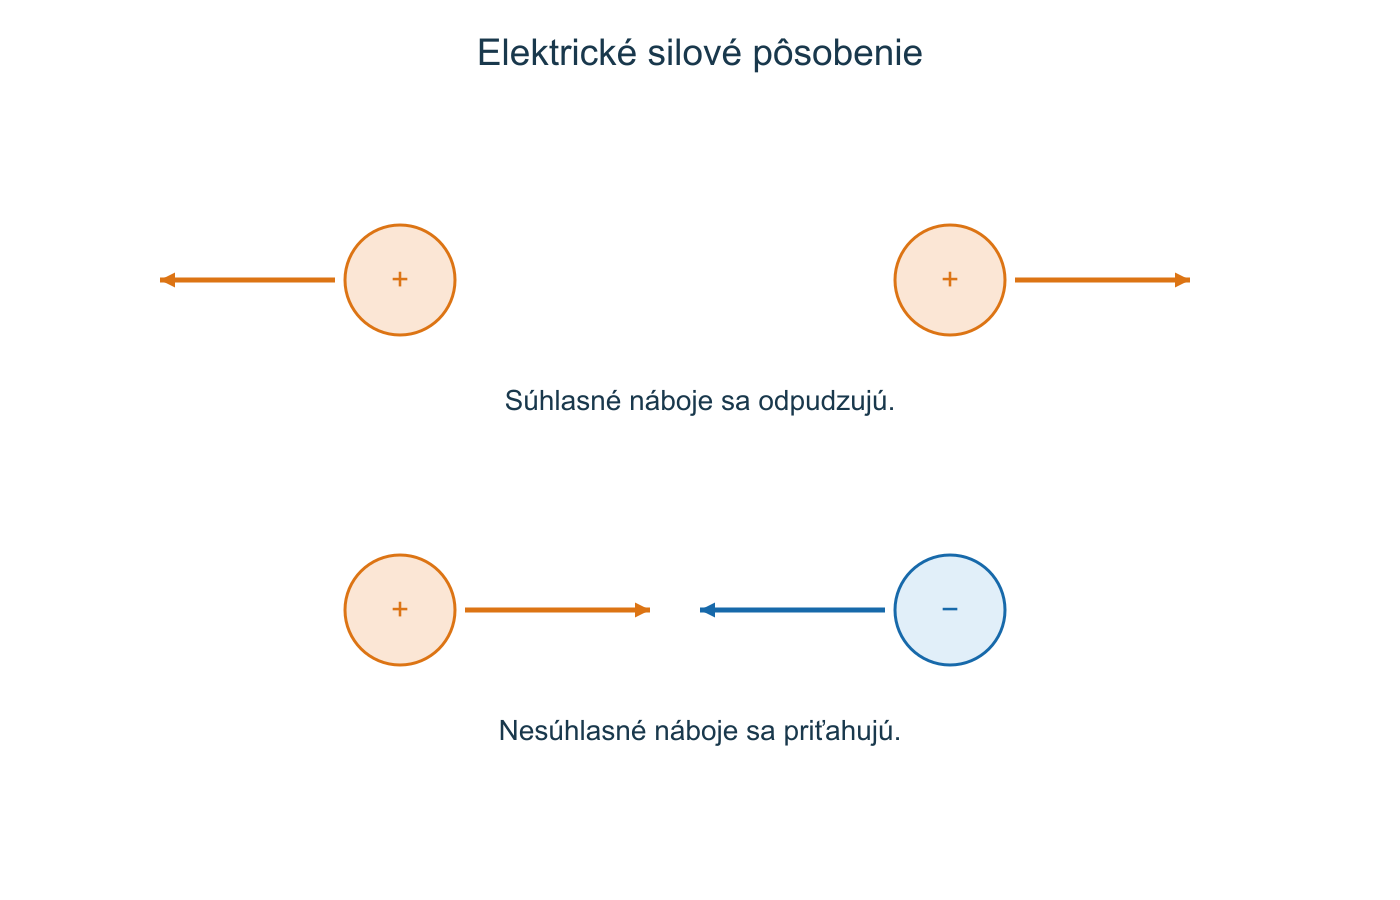 Elektrické silové pôsobenie
+ +
Súhlasné náboje sa odpudzujú.
+ −
Nesúhlasné náboje sa priťahujú.